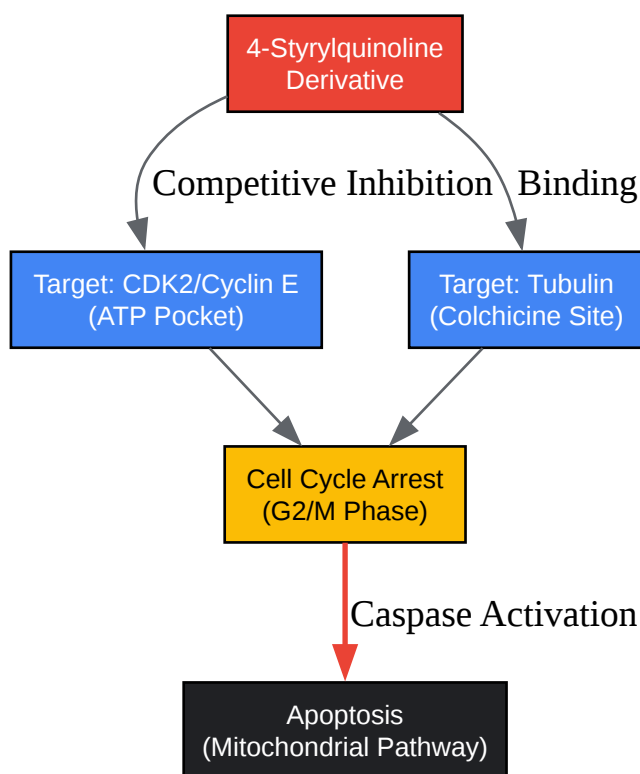 4-Styrylquinoline
Derivative
Competitive Inhibition
Binding
Target: CDK2/Cyclin E
(ATP Pocket)
Target: Tubulin
(Colchicine Site)
Cell Cycle Arrest
(G2/M Phase)
Caspase Activation
Apoptosis
(Mitochondrial Pathway)